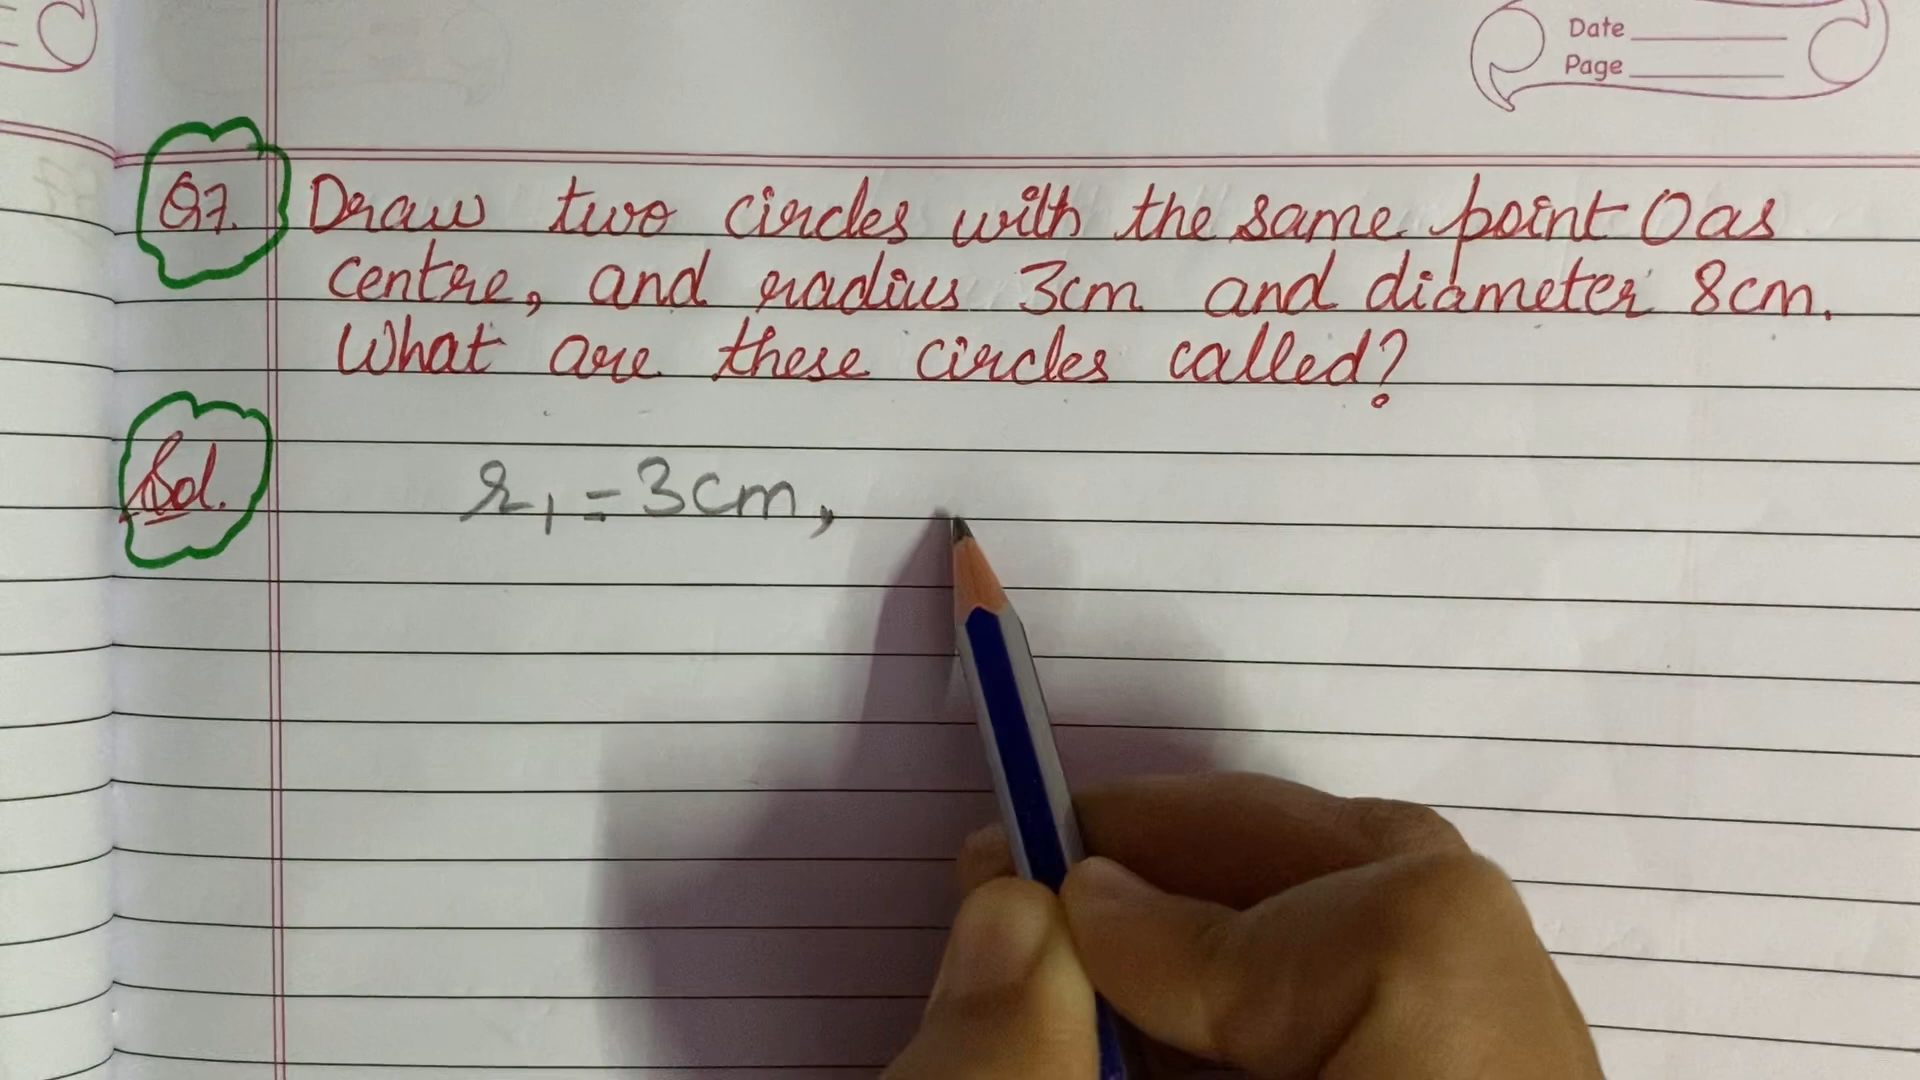 Date
Page
Q7. Draw two circles with the same point O as
centre, and radius 3cm and diameter 8cm.
What are these circles called?
Sol. r₁ = 3cm,